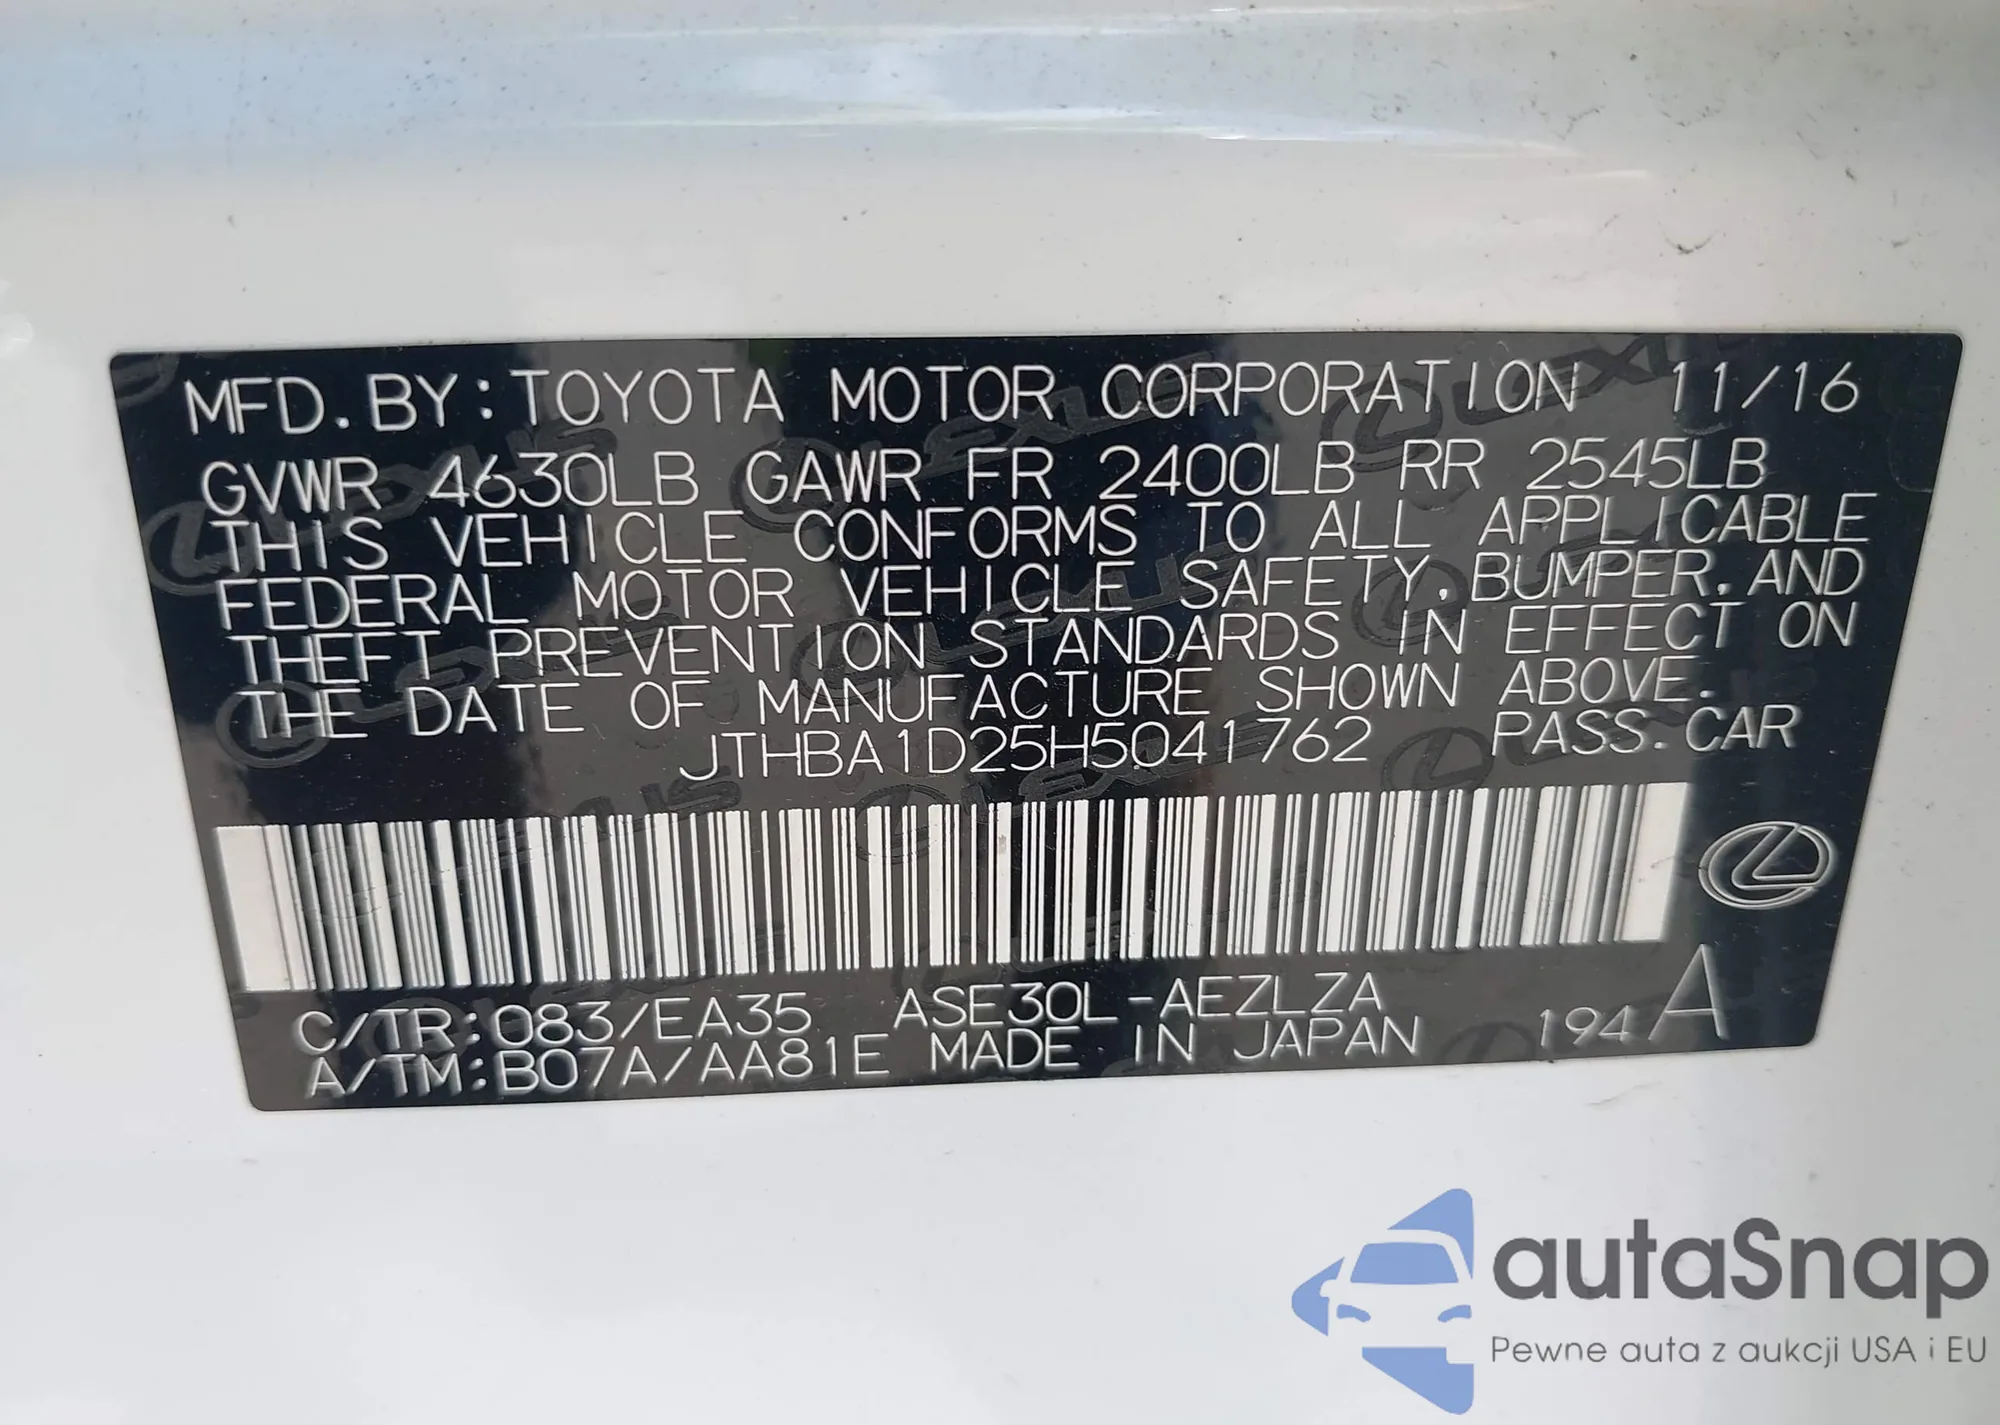 MFD. BY: TOYOTA MOTOR CORPORATION 11/16
GVWR 4630LB GAWR FR 2400LB RR 2545LB
THIS VEHICLE CONFORMS TO ALL APPLICABLE
FEDERAL MOTOR VEHICLE SAFETY, BUMPER, AND
THEFT PREVENTION STANDARDS IN EFFECT ON
THE DATE OF MANUFACTURE SHOWN ABOVE.
JTHBA1D25H5041762 PASS. CAR
C/TR: 083/EA35 ASE30L-AEZLZA
A/TM: B07A/AA81E MADE IN JAPAN 194 A
autaSnap
Pewne auta z aukcji USA i EU